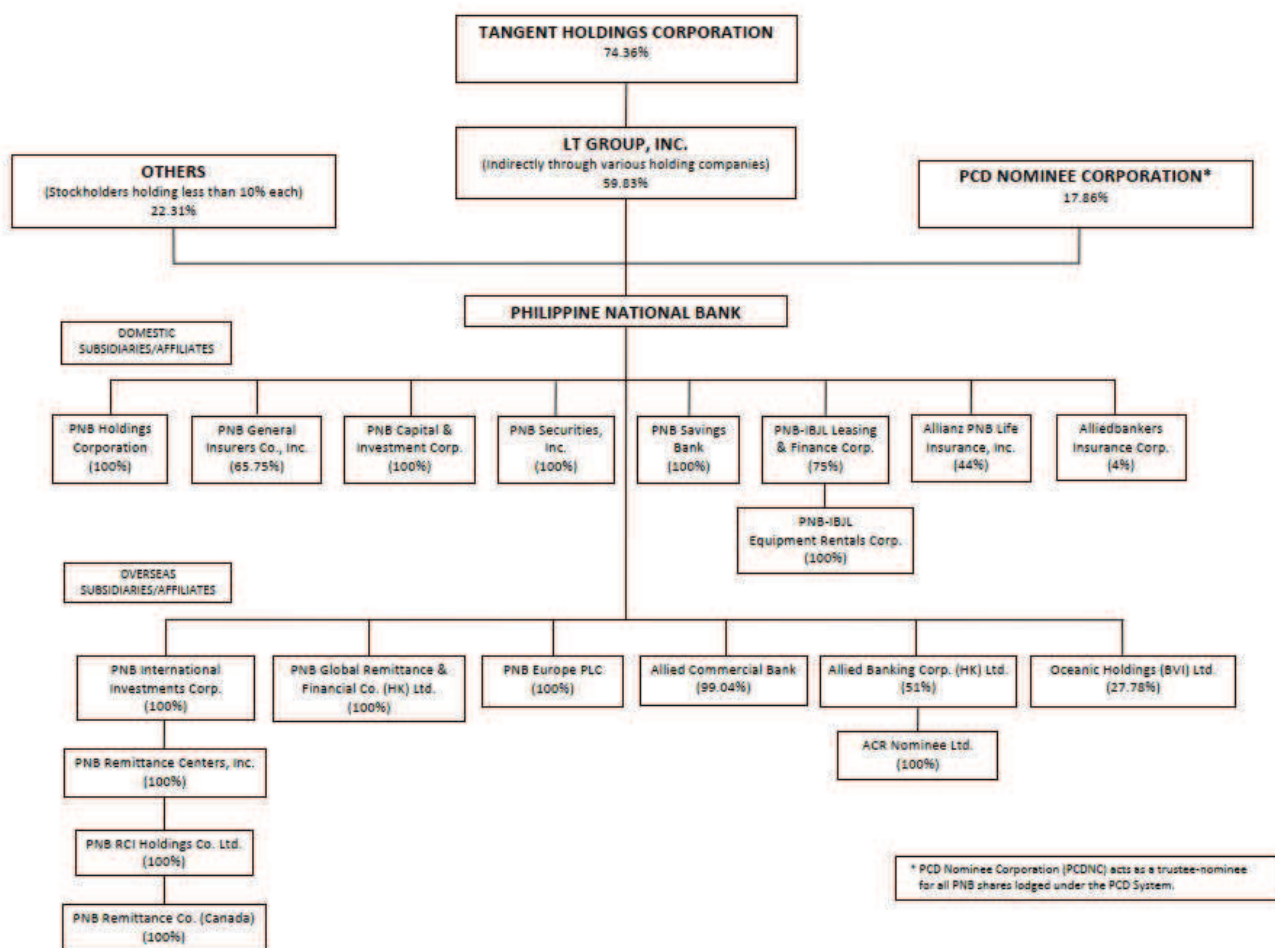 TANGENT HOLDINGS CORPORATION
74.36%
LT GROUP, INC.
(Indirectly through various holding companies)
59.83%
OTHERS
(Stockholders holding less than 10% each)
22.31%
PCD NOMINEE CORPORATION*
17.86%
PHILIPPINE NATIONAL BANK
DOMESTIC
SUBSIDIARIES/AFFILIATES
PNB Holdings
Corporation
(100%)
PNB General
Insurers Co., Inc.
(65.75%)
PNB Capital &
Investment Corp.
(100%)
PNB Securities,
Inc.
(100%)
PNB Savings
Bank
(100%)
PNB-IBJL Leasing
& Finance Corp.
(75%)
Allianz PNB Life
Insurance, Inc.
(44%)
Alliedbankers
Insurance Corp.
(4%)
PNB-IBJL
Equipment Rentals Corp.
(100%)
OVERSEAS
SUBSIDIARIES/AFFILIATES
PNB International
Investments Corp.
(100%)
PNB Global Remittance &
Financial Co. (HK) Ltd.
(100%)
PNB Europe PLC
(100%)
Allied Commercial Bank
(99.04%)
Allied Banking Corp. (HK) Ltd.
(51%)
Oceanic Holdings (BVI) Ltd.
(27.78%)
ACR Nominee Ltd.
(100%)
PNB Remittance Centers, Inc.
(100%)
PNB RCI Holdings Co. Ltd.
(100%)
PNB Remittance Co. (Canada)
(100%)
* PCD Nominee Corporation (PCDNC) acts as a trustee-nominee
for all PNB shares lodged under the PCD System.